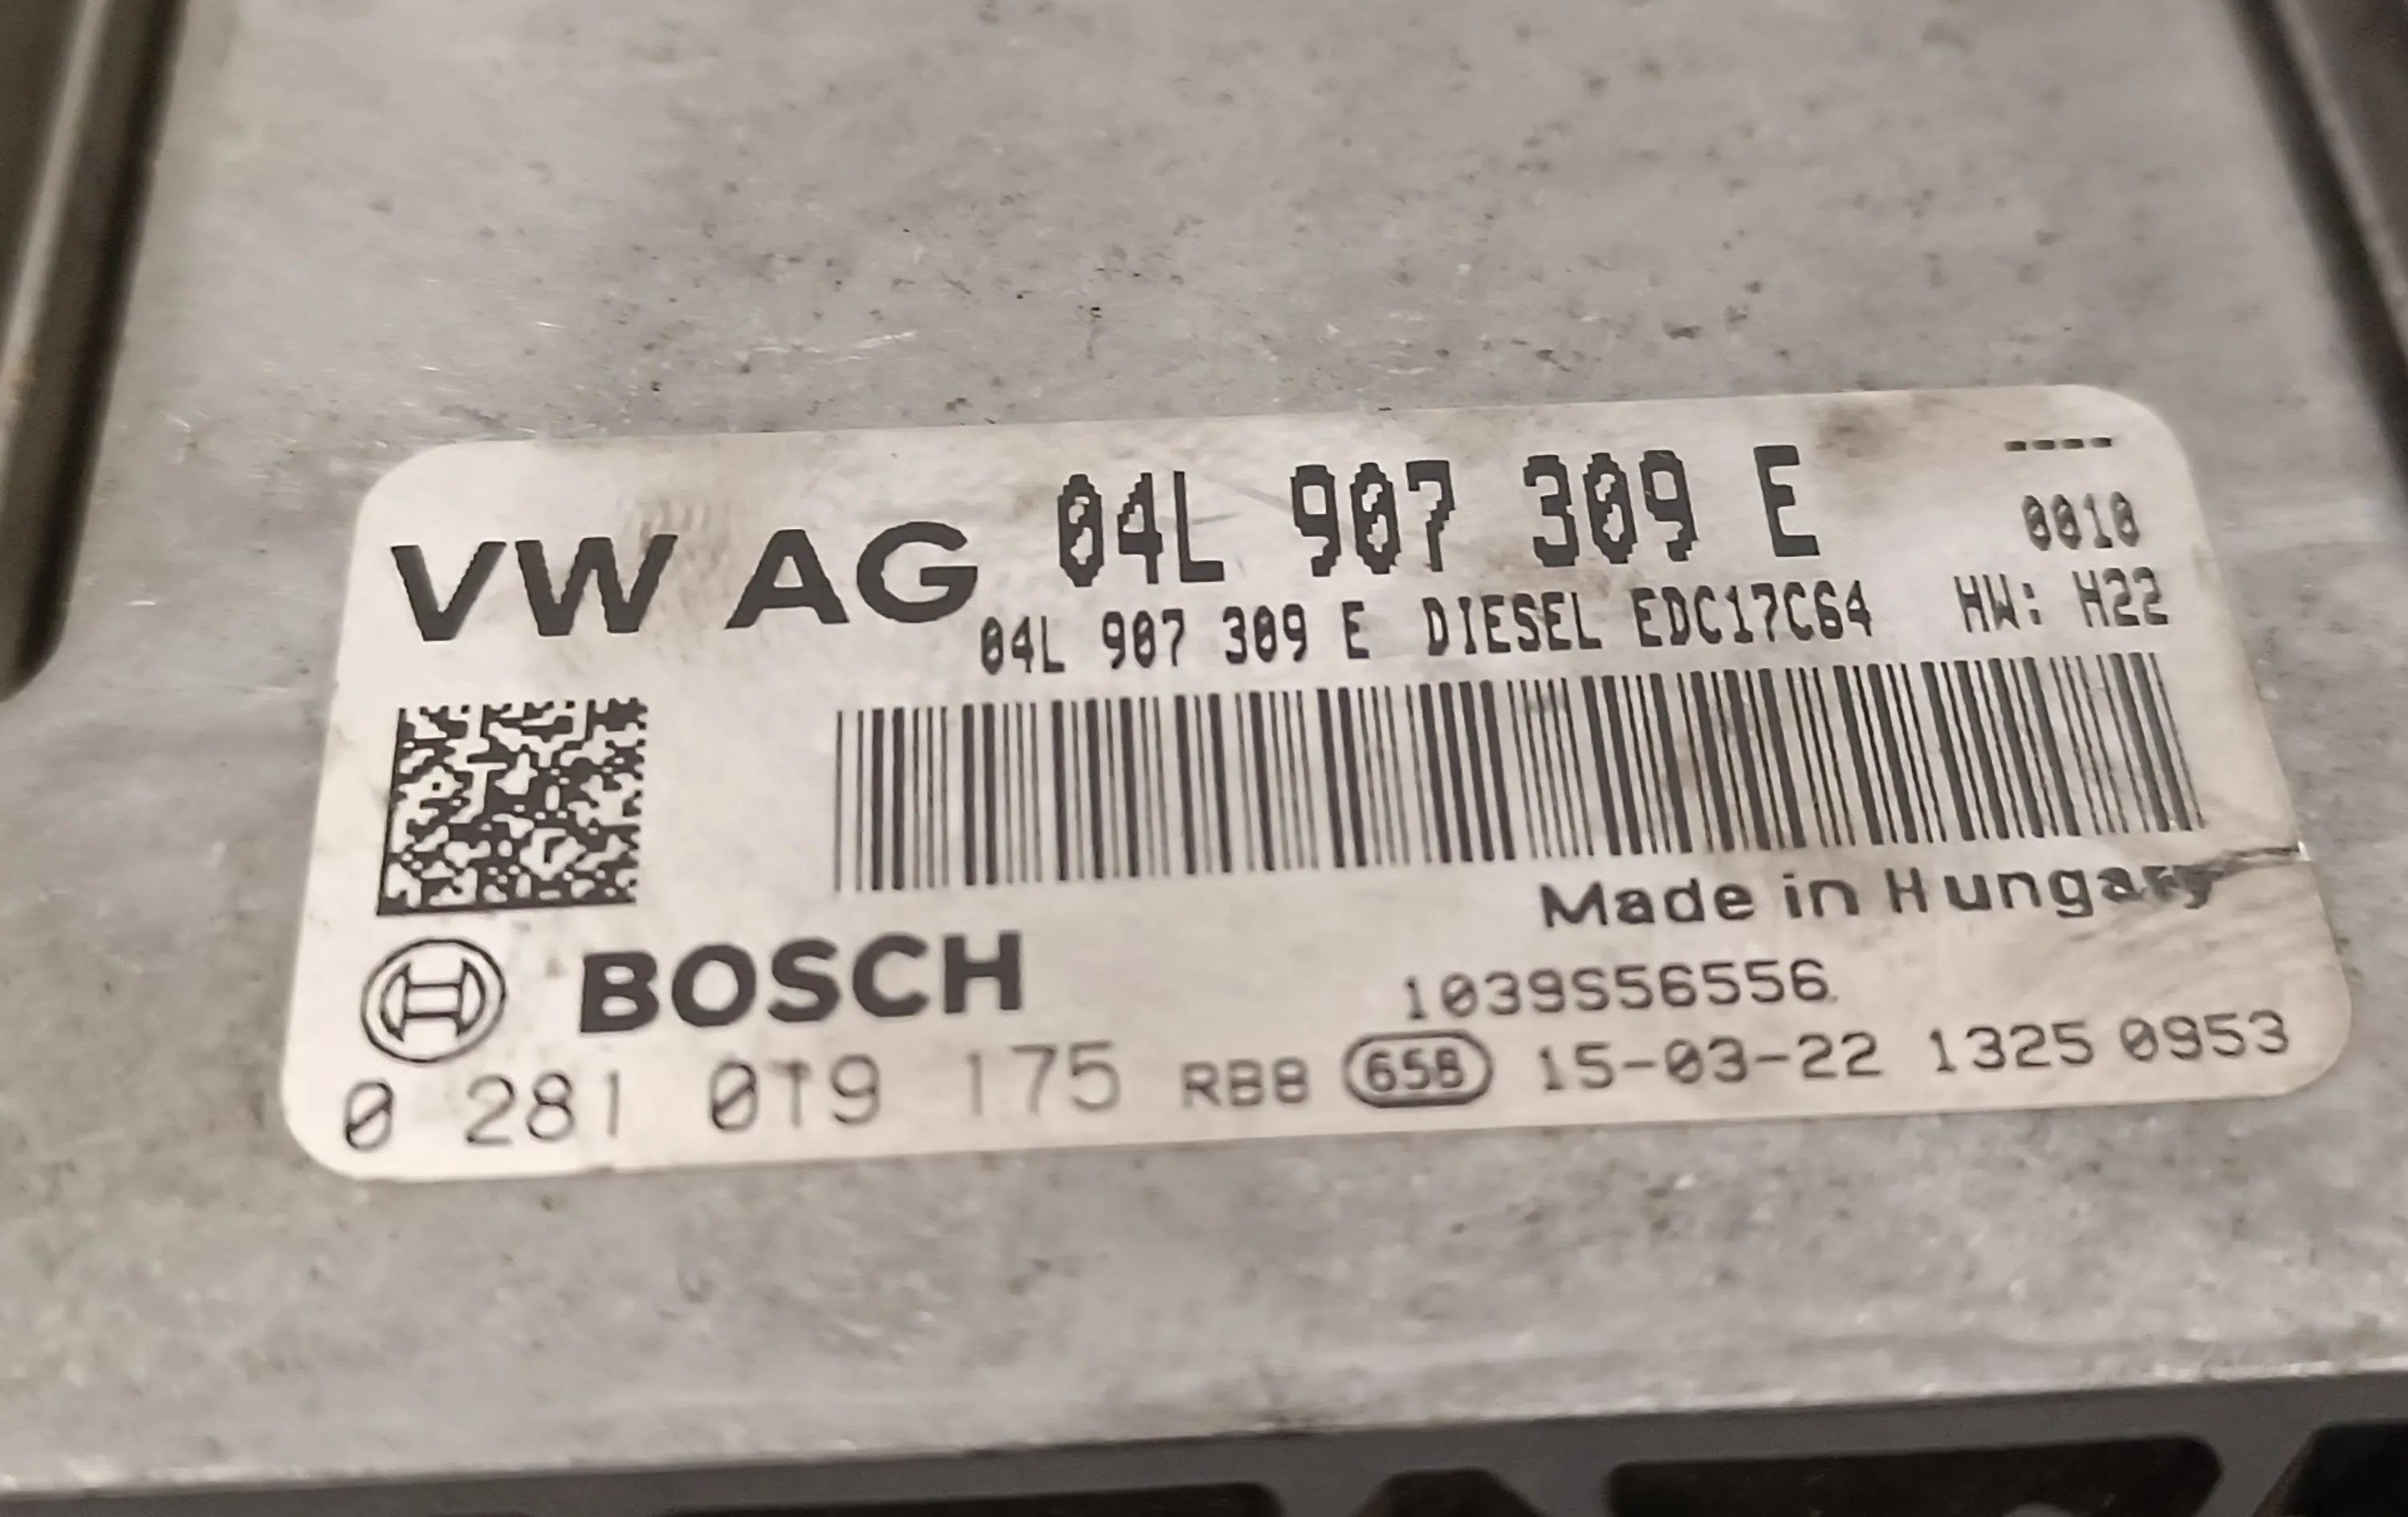 VW AG 04L 907 309 E ----
0010
04L 907 309 E DIESEL EDC17C64 HW: H22
Made in Hungary
BOSCH 1039S56556
0 281 019 175 RB8 65B 15-03-22 1325 0953